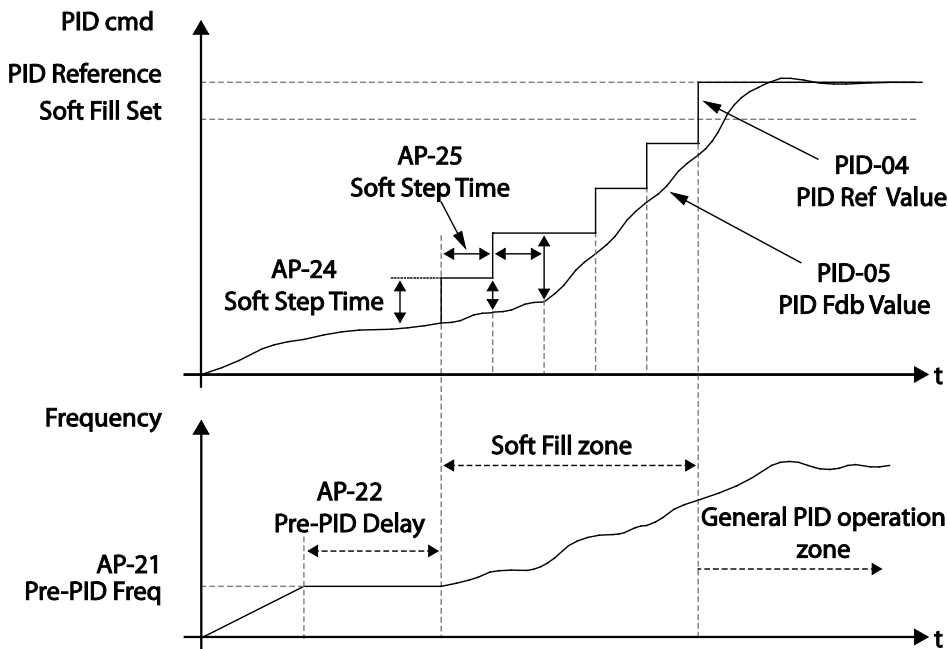 PID cmd
PID Reference
Soft Fill Set
AP-25
Soft Step Time
AP-24
Soft Step Time
PID-04
PID Ref Value
PID-05
PID Fdb Value
t
Frequency
Soft Fill zone
AP-22
Pre-PID Delay
General PID operation
zone
AP-21
Pre-PID Freq
t